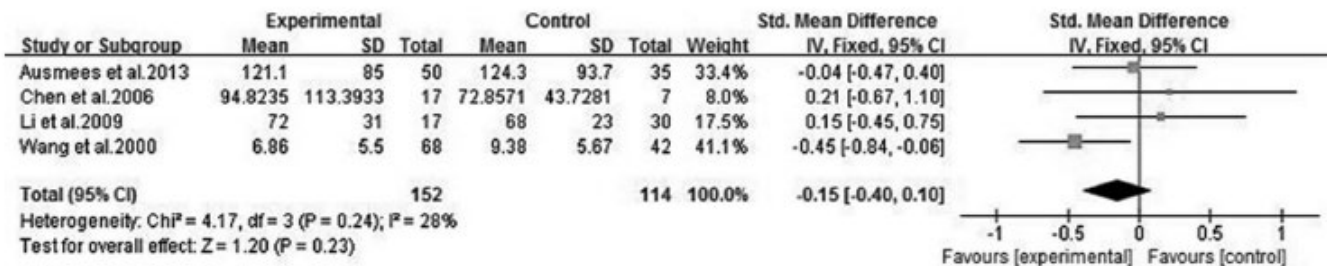 Experimental Control Std. Mean Difference Std. Mean Difference
Study or Subgroup Mean SD Total Mean SD Total Weight IV, Fixed, 95% CI IV, Fixed, 95% CI
Ausmees et al.2013 121.1 85 50 124.3 93.7 35 33.4% -0.04 [-0.47, 0.40]
Chen et al.2006 94.8235 113.3933 17 72.8571 43.7281 7 8.0% 0.21 [-0.67, 1.10]
Li et al.2009 72 31 17 68 23 30 17.5% 0.15 [-0.45, 0.75]
Wang et al.2000 6.86 5.5 68 9.38 5.67 42 41.1% -0.45 [-0.84, -0.06]
Total (95% CI) 152 114 100.0% -0.15 [-0.40, 0.10]
Heterogeneity: Chi² = 4.17, df = 3 (P = 0.24); I² = 28%
Test for overall effect: Z = 1.20 (P = 0.23)
-1 -0.5 0 0.5 1
Favours [experimental] Favours [control]